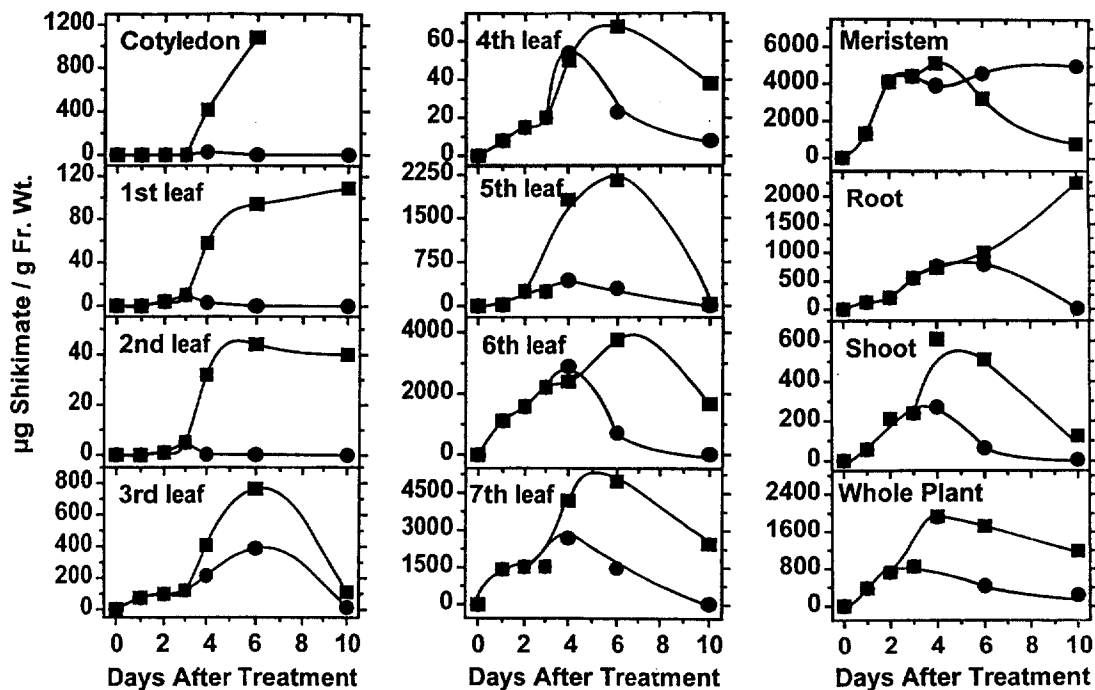 µg Shikimate / g Fr. Wt.
Cotyledon
1200
800
400
0
1st leaf
120
80
40
0
2nd leaf
40
20
0
3rd leaf
800
600
400
200
0
0 2 4 6 8 10
Days After Treatment
4th leaf
60
40
20
0
5th leaf
2250
1500
750
0
6th leaf
4000
2000
0
7th leaf
4500
3000
1500
0
0 2 4 6 8 10
Days After Treatment
Meristem
6000
4000
2000
0
Root
2000
1500
1000
500
0
Shoot
600
400
200
0
Whole Plant
2400
1600
800
0
0 2 4 6 8 10
Days After Treatment